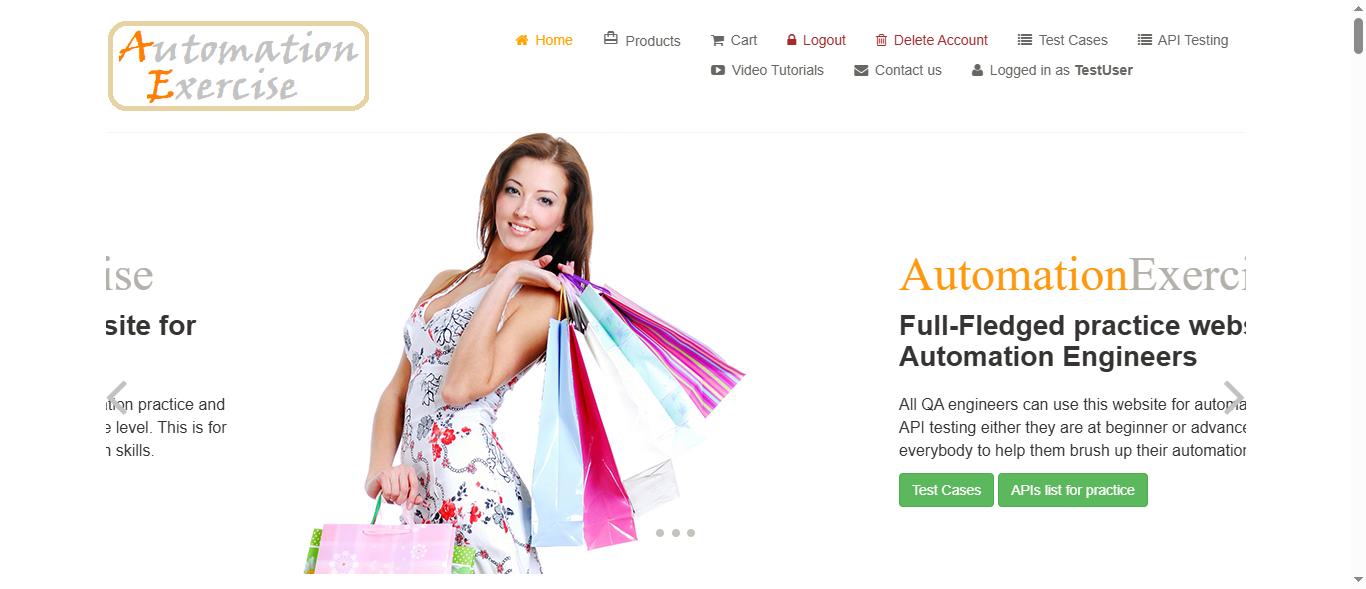 Automation
Exercise
Home Products Cart Logout Delete Account Test Cases API Testing
Video Tutorials Contact us Logged in as TestUser
ise
site for
practice and
level. This is for
skills.
AutomationExerci
Full-Fledged practice webs
Automation Engineers
All QA engineers can use this website for automa
API testing either they are at beginner or advance
everybody to help them brush up their automation
Test Cases APIs list for practice